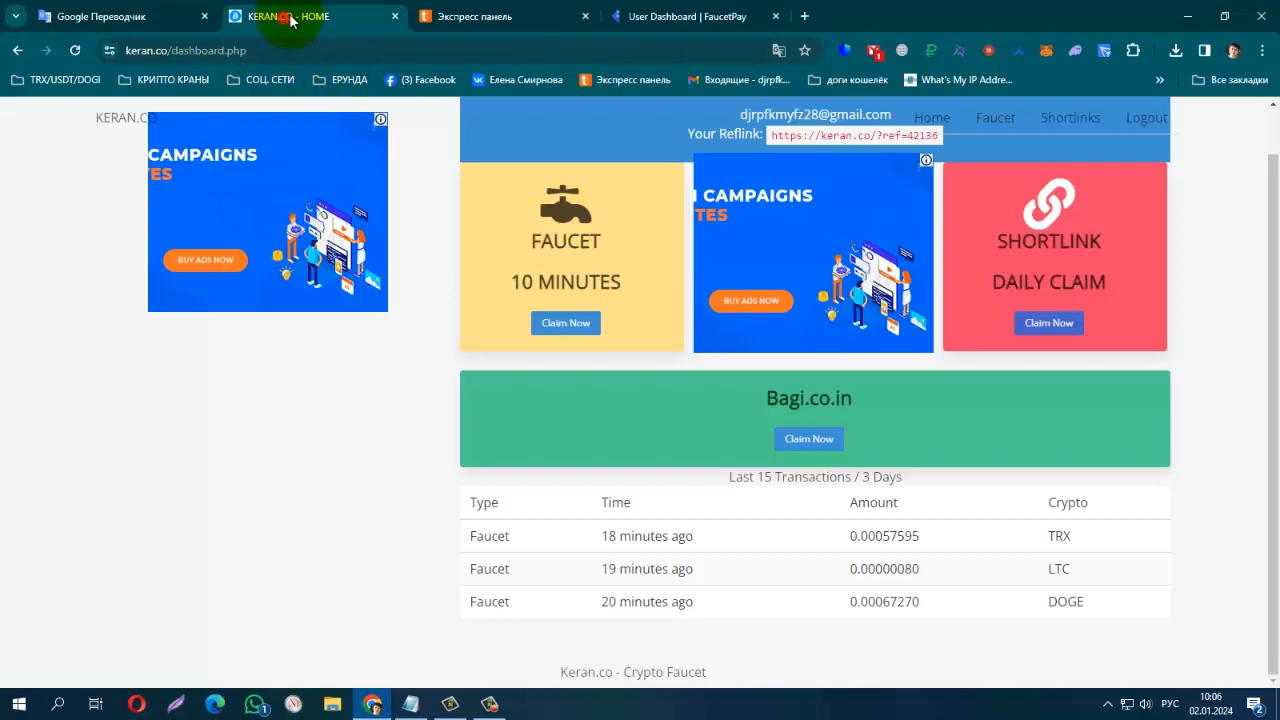 Google Переводчик
KERAN.CO - HOME
Экспресс панель
User Dashboard | FaucetPay
keran.co/dashboard.php
TRX/USDT/DOGI
КРИПТО КРАНЫ
СОЦ. СЕТИ
ЕРУНДА
(3) Facebook
Елена Смирнова
Экспресс панель
Входящие - djrpfk...
доги кошелёк
What's My IP Addre...
Все закладки
KERAN.CO
djrpfkmyfz28@gmail.com
Home
Faucet
Shortlinks
Logout
Your Reflink: https://keran.co/?ref=42136
CAMPAIGNS
TES
BUY ADS NOW
FAUCET
10 MINUTES
Claim Now
N CAMPAIGNS
TES
BUY ADS NOW
SHORTLINK
DAILY CLAIM
Claim Now
Bagi.co.in
Claim Now
Last 15 Transactions / 3 Days
Type Time Amount Crypto
Faucet 18 minutes ago 0.00057595 TRX
Faucet 19 minutes ago 0.00000080 LTC
Faucet 20 minutes ago 0.00067270 DOGE
Keran.co - Crypto Faucet
РУС
10:06
02.01.2024